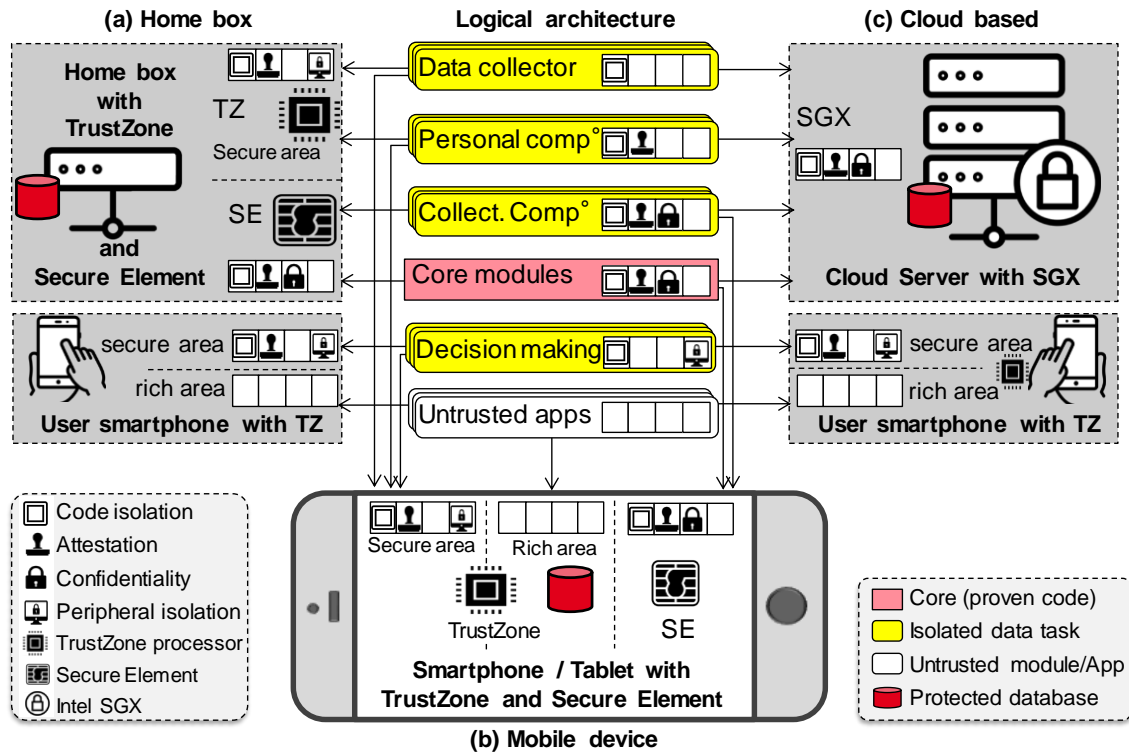 (a) Home box
Logical architecture
(c) Cloud based
Home box
with
TrustZone
TZ
Secure area
SE
and
Secure Element
Data collector
Personal comp°
Collect. Comp°
Core modules
Decision making
Untrusted apps
SGX
Cloud Server with SGX
secure area
rich area
User smartphone with TZ
secure area
rich area
User smartphone with TZ
Code isolation
Attestation
Confidentiality
Peripheral isolation
TrustZone processor
Secure Element
Intel SGX
Secure area
Rich area
TrustZone
SE
Smartphone / Tablet with
TrustZone and Secure Element
Core (proven code)
Isolated data task
Untrusted module/App
Protected database
(b) Mobile device